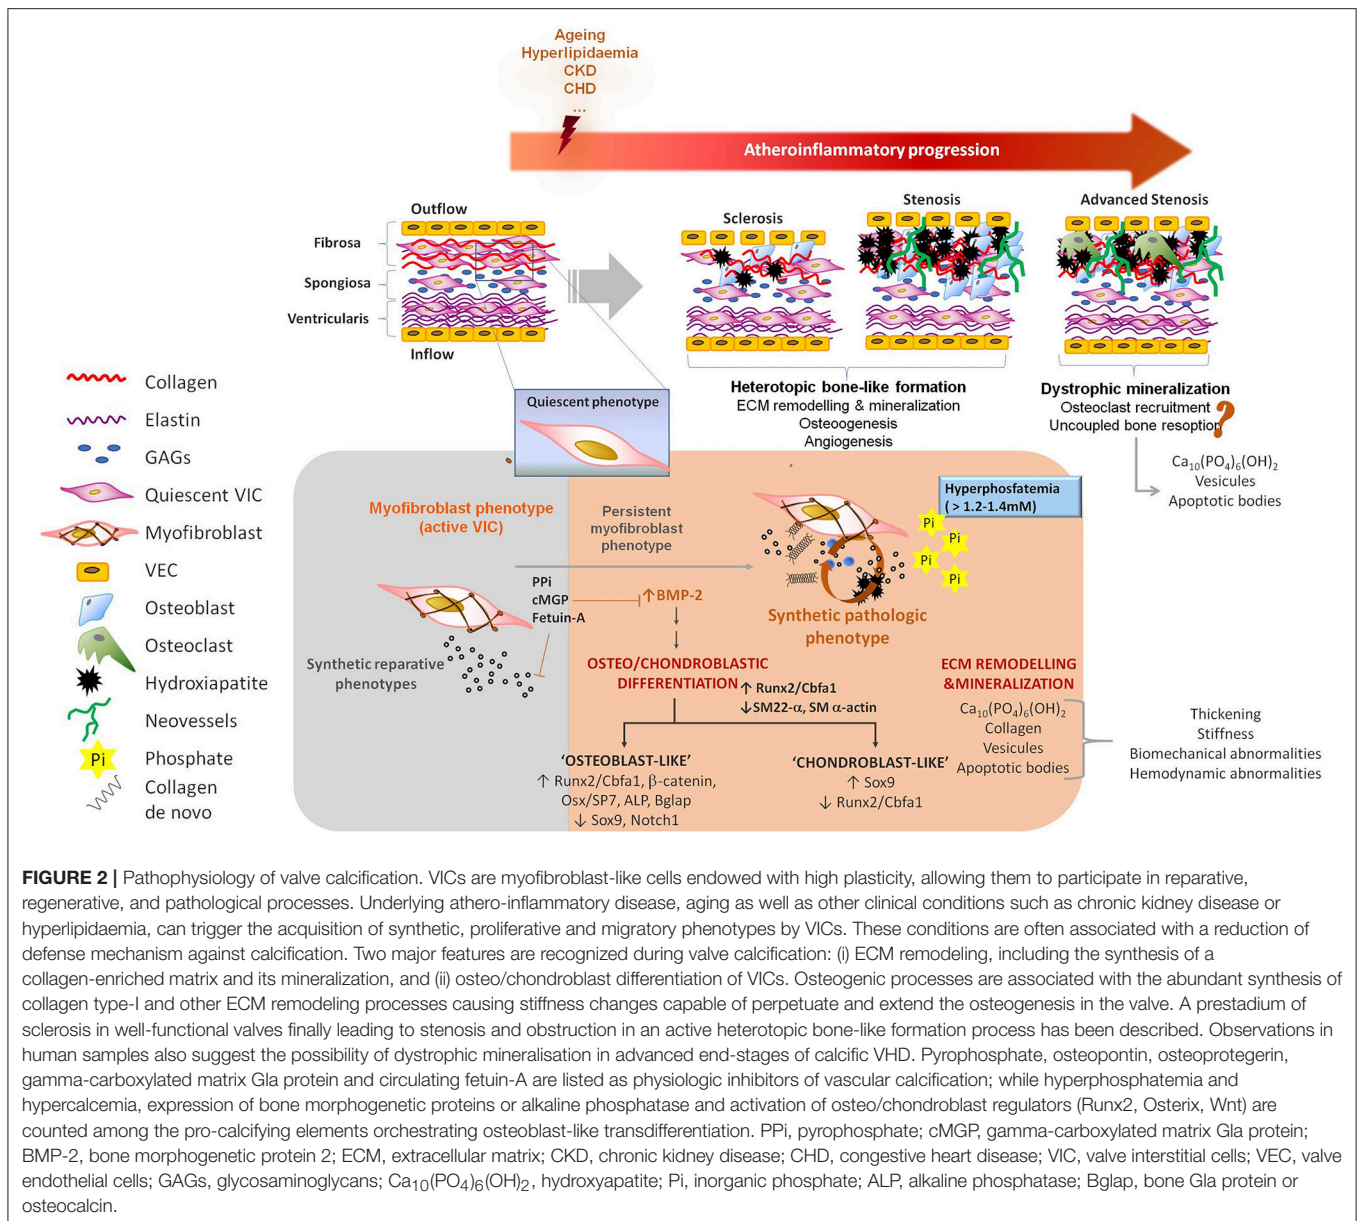 Ageing
Hyperlipidaemia
CKD
CHD
...
Atheroinflammatory progression
Outflow
Fibrosa
Spongiosa
Ventricularis
Inflow
Sclerosis
Stenosis
Advanced Stenosis
Heterotopic bone-like formation
ECM remodelling & mineralization
Osteoogenesis
Angiogenesis
Dystrophic mineralization
Osteoclast recruitment
Uncoupled bone resoption
?
Ca₁₀(PO₄)₆(OH)₂
Vesicules
Apoptotic bodies
Collagen
Elastin
GAGs
Quiescent VIC
Myofibroblast
VEC
Osteoblast
Osteoclast
Hydroxiapatite
Neovessels
Pi
Phosphate
Collagen
de novo
Quiescent phenotype
Myofibroblast phenotype
(active VIC)
Persistent
myofibroblast
phenotype
Hyperphosfatemia
( > 1.2-1.4mM)
Pi
Pi
Pi
Pi
PPi
cMGP
Fetuin-A
↑BMP-2
Synthetic pathologic
phenotype
Synthetic reparative
phenotypes
OSTEO/CHONDROBLASTIC
DIFFERENTIATION
↑ Runx2/Cbfa1
↓SM22-α, SM α-actin
ECM REMODELLING
&MINERALIZATION
Ca₁₀(PO₄)₆(OH)₂
Collagen
Vesicules
Apoptotic bodies
Thickening
Stiffness
Biomechanical abnormalities
Hemodynamic abnormalities
'OSTEOBLAST-LIKE'
↑ Runx2/Cbfa1, β-catenin,
Osx/SP7, ALP, Bglap
↓ Sox9, Notch1
'CHONDROBLAST-LIKE'
↑ Sox9
↓ Runx2/Cbfa1
FIGURE 2 | Pathophysiology of valve calcification. VICs are myofibroblast-like cells endowed with high plasticity, allowing them to participate in reparative,
regenerative, and pathological processes. Underlying athero-inflammatory disease, aging as well as other clinical conditions such as chronic kidney disease or
hyperlipidaemia, can trigger the acquisition of synthetic, proliferative and migratory phenotypes by VICs. These conditions are often associated with a reduction of
defense mechanism against calcification. Two major features are recognized during valve calcification: (i) ECM remodeling, including the synthesis of a
collagen-enriched matrix and its mineralization, and (ii) osteo/chondroblast differentiation of VICs. Osteogenic processes are associated with the abundant synthesis of
collagen type-I and other ECM remodeling processes causing stiffness changes capable of perpetuate and extend the osteogenesis in the valve. A prestadium of
sclerosis in well-functional valves finally leading to stenosis and obstruction in an active heterotopic bone-like formation process has been described. Observations in
human samples also suggest the possibility of dystrophic mineralisation in advanced end-stages of calcific VHD. Pyrophosphate, osteopontin, osteoprotegerin,
gamma-carboxylated matrix Gla protein and circulating fetuin-A are listed as physiologic inhibitors of vascular calcification; while hyperphosphatemia and
hypercalcemia, expression of bone morphogenetic proteins or alkaline phosphatase and activation of osteo/chondroblast regulators (Runx2, Osterix, Wnt) are
counted among the pro-calcifying elements orchestrating osteoblast-like transdifferentiation. PPi, pyrophosphate; cMGP, gamma-carboxylated matrix Gla protein;
BMP-2, bone morphogenetic protein 2; ECM, extracellular matrix; CKD, chronic kidney disease; CHD, congestive heart disease; VIC, valve interstitial cells; VEC, valve
endothelial cells; GAGs, glycosaminoglycans; Ca₁₀(PO₄)₆(OH)₂, hydroxyapatite; Pi, inorganic phosphate; ALP, alkaline phosphatase; Bglap, bone Gla protein or
osteocalcin.